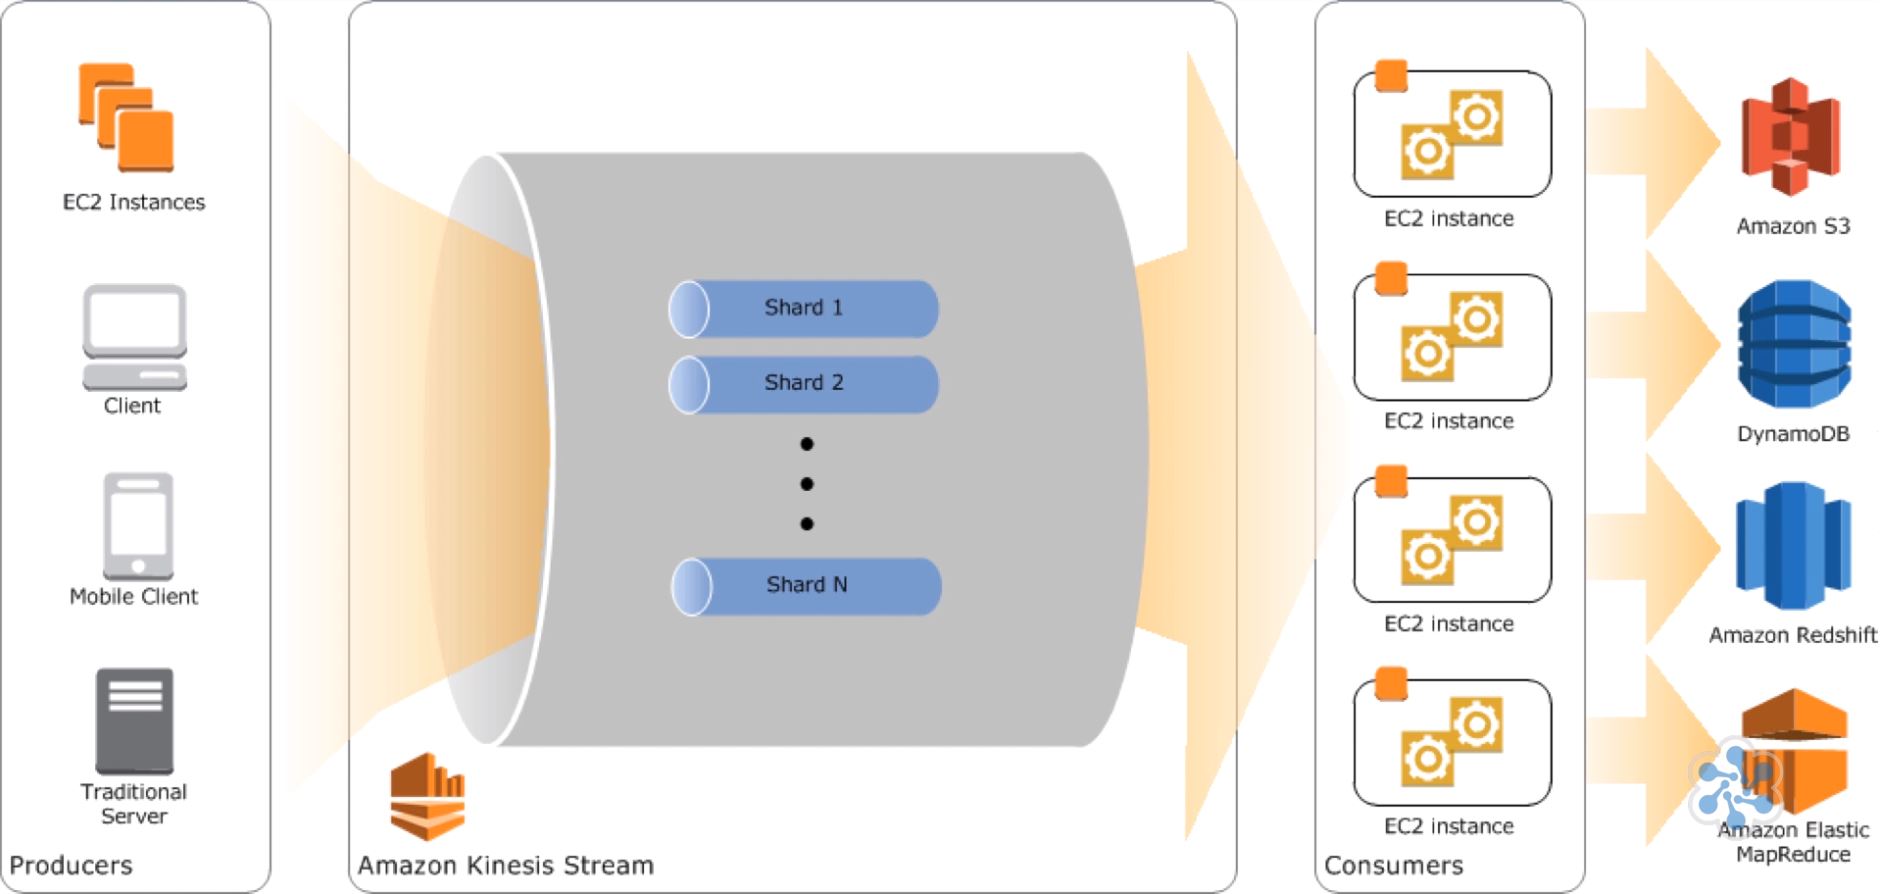 EC2 Instances
Client
Mobile Client
Traditional
Server
Producers
Shard 1
Shard 2
Shard N
Amazon Kinesis Stream
EC2 instance
EC2 instance
EC2 instance
EC2 instance
Consumers
Amazon S3
DynamoDB
Amazon Redshift
Amazon Elastic
MapReduce